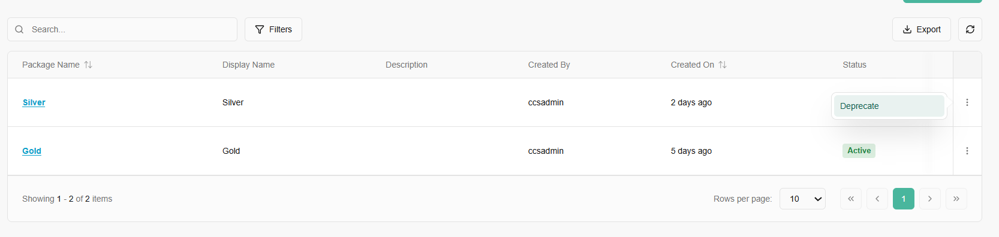 Search... Filters Export
Package Name Display Name Description Created By Created On Status
Silver Silver ccsadmin 2 days ago Deprecate
Gold Gold ccsadmin 5 days ago Active
Showing 1 - 2 of 2 items Rows per page: 10 « ‹ 1 › »